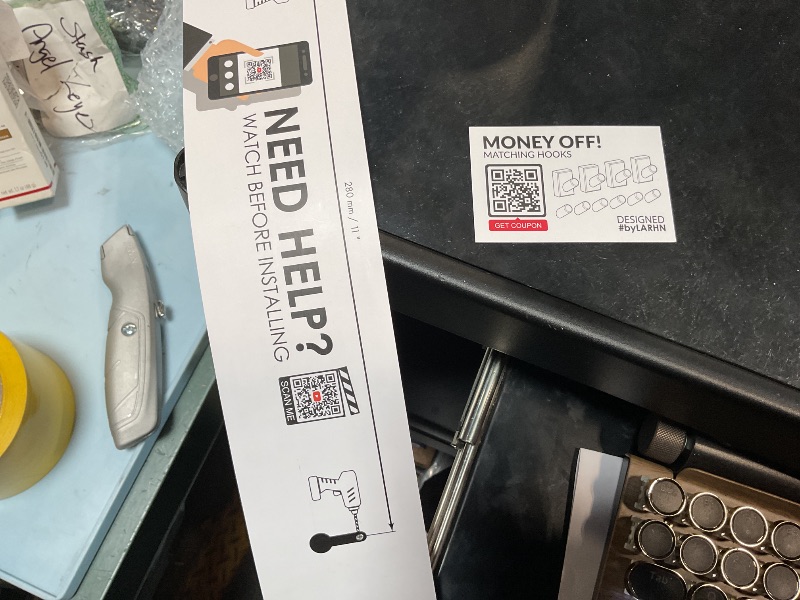 Stash
Angel
NEED HELP?
WATCH BEFORE INSTALLING
280 mm / 11"
SCAN ME
MONEY OFF!
MATCHING HOOKS
GET COUPON
DESIGNED
#byLARHN
Tab